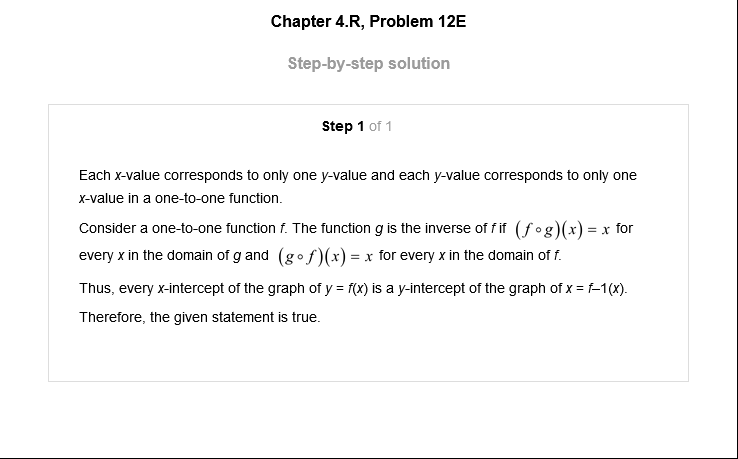 Chapter 4.R, Problem 12E
Step-by-step solution
Step 1 of 1
Each x-value corresponds to only one y-value and each y-value corresponds to only one
x-value in a one-to-one function.
Consider a one-to-one function f. The function g is the inverse of f if (f∘g)(x) = x for
every x in the domain of g and (g∘f)(x) = x for every x in the domain of f.
Thus, every x-intercept of the graph of y = f(x) is a y-intercept of the graph of x = f–1(x).
Therefore, the given statement is true.